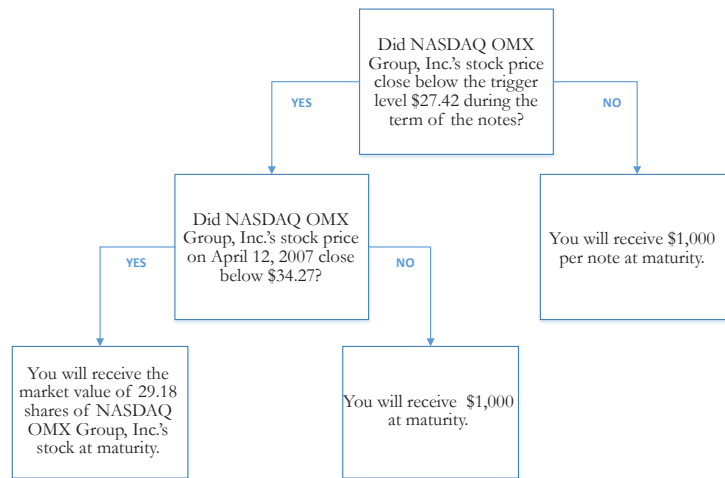 Did NASDAQ OMX
Group, Inc.'s stock price
close below the trigger
level $27.42 during the
term of the notes?
YES
NO
Did NASDAQ OMX
Group, Inc.'s stock price
on April 12, 2007 close
below $34.27?
You will receive $1,000
per note at maturity.
YES
NO
You will receive the
market value of 29.18
shares of NASDAQ
OMX Group, Inc.'s
stock at maturity.
You will receive $1,000
at maturity.